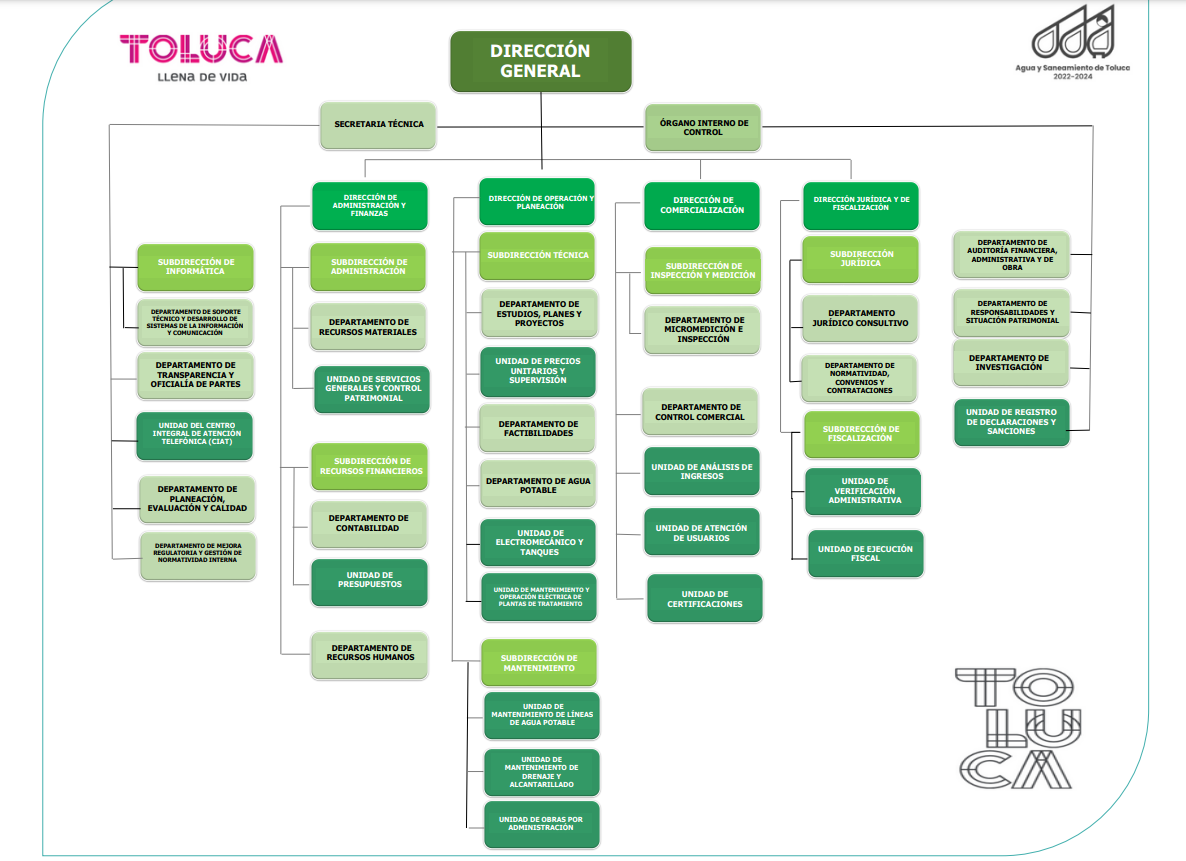 TOLUCA
LLENA DE VIDA
DIRECCIÓN
GENERAL
Agua y Saneamiento de Toluca
2022-2024
SECRETARIA TÉCNICA
ÓRGANO INTERNO DE
CONTROL
DIRECCIÓN DE
ADMINISTRACIÓN Y
FINANZAS
DIRECCIÓN DE OPERACIÓN Y
PLANEACIÓN
DIRECCIÓN DE
COMERCIALIZACIÓN
DIRECCIÓN JURÍDICA Y DE
FISCALIZACIÓN
SUBDIRECCIÓN DE
INFORMÁTICA
DEPARTAMENTO DE SOPORTE
TÉCNICO Y DESARROLLO DE
SISTEMAS DE LA INFORMACIÓN
Y COMUNICACIÓN
DEPARTAMENTO DE
TRANSPARENCIA Y
OFICIALÍA DE PARTES
UNIDAD DEL CENTRO
INTEGRAL DE ATENCIÓN
TELEFÓNICA (CIAT)
DEPARTAMENTO DE
PLANEACIÓN,
EVALUACIÓN Y CALIDAD
DEPARTAMENTO DE MEJORA
REGULATORIA Y GESTIÓN DE
NORMATIVIDAD INTERNA
SUBDIRECCIÓN DE
ADMINISTRACIÓN
DEPARTAMENTO DE
RECURSOS MATERIALES
UNIDAD DE SERVICIOS
GENERALES Y CONTROL
PATRIMONIAL
SUBDIRECCIÓN DE
RECURSOS FINANCIEROS
DEPARTAMENTO DE
CONTABILIDAD
UNIDAD DE
PRESUPUESTOS
DEPARTAMENTO DE
RECURSOS HUMANOS
SUBDIRECCIÓN TÉCNICA
DEPARTAMENTO DE
ESTUDIOS, PLANES Y
PROYECTOS
UNIDAD DE PRECIOS
UNITARIOS Y
SUPERVISIÓN
DEPARTAMENTO DE
FACTIBILIDADES
DEPARTAMENTO DE AGUA
POTABLE
UNIDAD DE
ELECTROMECÁNICO Y
TANQUES
UNIDAD DE MANTENIMIENTO Y
OPERACIÓN ELÉCTRICA DE
PLANTAS DE TRATAMIENTO
SUBDIRECCIÓN DE
MANTENIMIENTO
UNIDAD DE
MANTENIMIENTO DE LÍNEAS
DE AGUA POTABLE
UNIDAD DE
MANTENIMIENTO DE
DRENAJE Y
ALCANTARILLADO
UNIDAD DE OBRAS POR
ADMINISTRACIÓN
SUBDIRECCIÓN DE
INSPECCIÓN Y MEDICIÓN
DEPARTAMENTO DE
MICROMEDICIÓN E
INSPECCIÓN
DEPARTAMENTO DE
CONTROL COMERCIAL
UNIDAD DE ANÁLISIS DE
INGRESOS
UNIDAD DE ATENCIÓN
DE USUARIOS
UNIDAD DE
CERTIFICACIONES
SUBDIRECCIÓN
JURÍDICA
DEPARTAMENTO
JURÍDICO CONSULTIVO
DEPARTAMENTO DE
NORMATIVIDAD,
CONVENIOS Y
CONTRATACIONES
SUBDIRECCIÓN DE
FISCALIZACIÓN
UNIDAD DE
VERIFICACIÓN
ADMINISTRATIVA
UNIDAD DE EJECUCIÓN
FISCAL
DEPARTAMENTO DE
AUDITORÍA FINANCIERA,
ADMINISTRATIVA Y DE
OBRA
DEPARTAMENTO DE
RESPONSABILIDADES Y
SITUACIÓN PATRIMONIAL
DEPARTAMENTO DE
INVESTIGACIÓN
UNIDAD DE REGISTRO
DE DECLARACIONES Y
SANCIONES
TO
LU
CA